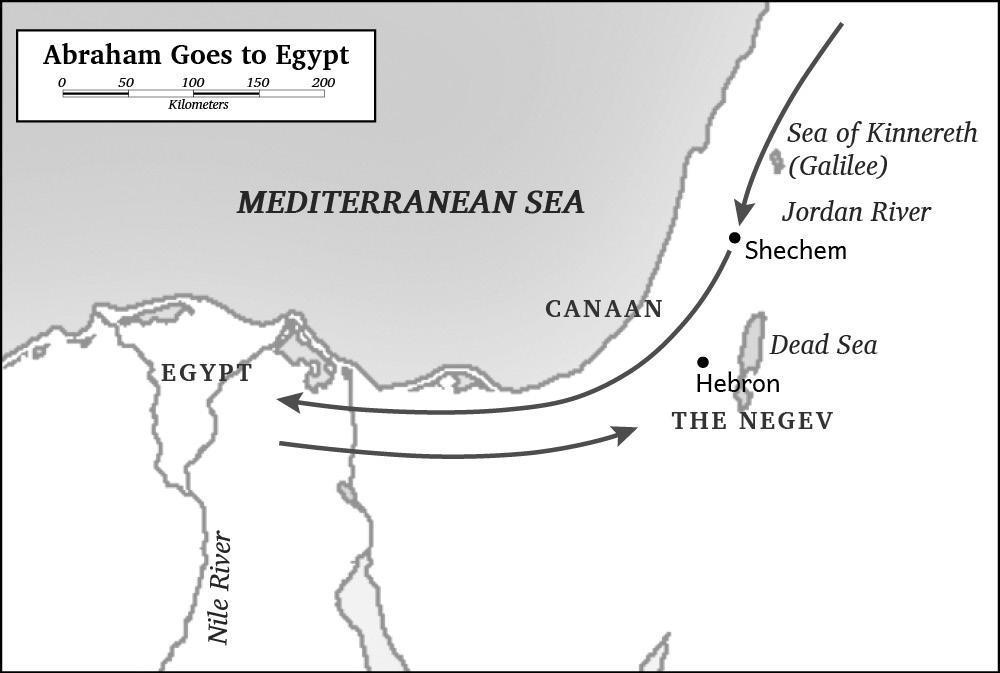 Abraham Goes to Egypt
0 50 100 150 200
Kilometers
Sea of Kinnereth
(Galilee)
MEDITERRANEAN SEA
Jordan River
Shechem
CANAAN
Dead Sea
EGYPT
Hebron
THE NEGEV
Nile River